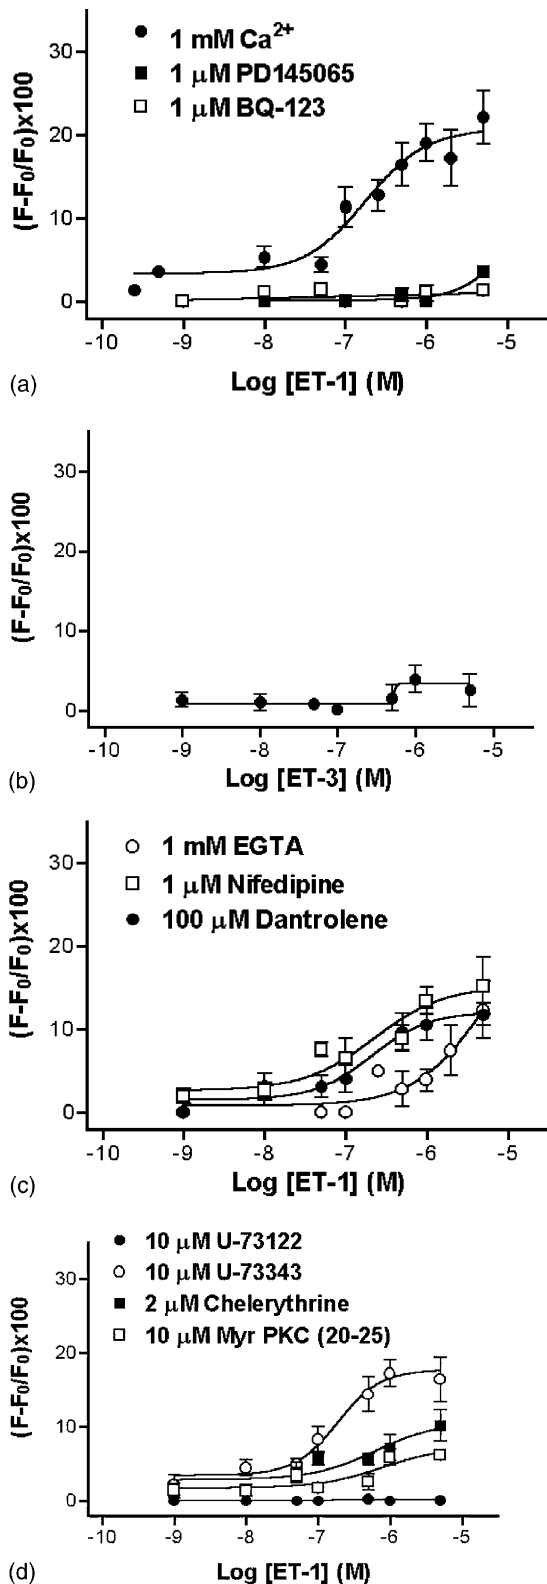 1 mM Ca²⁺
1 μM PD145065
1 μM BQ-123
(F-F₀/F₀)x100
30
20
10
0
-10 -9 -8 -7 -6 -5
Log [ET-1] (M)
(a)
(F-F₀/F₀)x100
30
20
10
0
-10 -9 -8 -7 -6 -5
Log [ET-3] (M)
(b)
1 mM EGTA
1 μM Nifedipine
100 μM Dantrolene
(F-F₀/F₀)x100
30
20
10
0
-10 -9 -8 -7 -6 -5
Log [ET-1] (M)
(c)
10 μM U-73122
10 μM U-73343
2 μM Chelerythrine
10 μM Myr PKC (20-25)
(F-F₀/F₀)x100
30
20
10
0
-10 -9 -8 -7 -6 -5
Log [ET-1] (M)
(d)